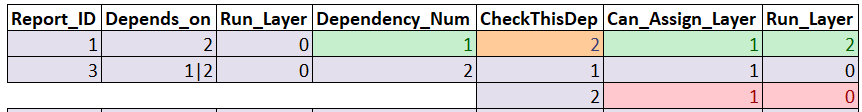 Report_ID Depends_on Run_Layer Dependency_Num CheckThisDep Can_Assign_Layer Run_Layer
1 2 0 1 2 1 2
3 1|2 0 2 1 1 0
2 1 0